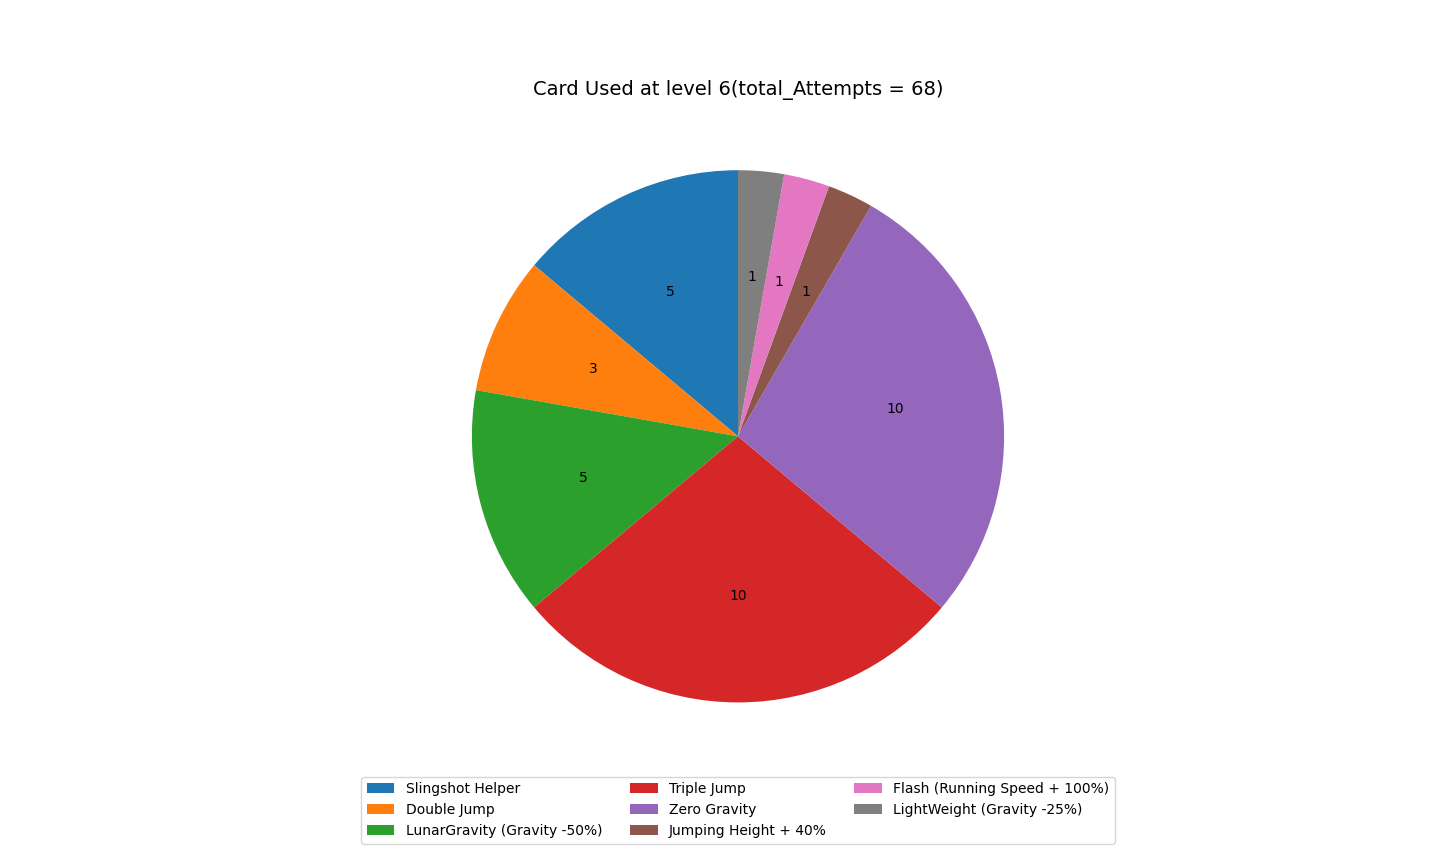 Card Used at level 6(total_Attempts = 68)
1
1
1
5
3
10
5
10
Slingshot Helper
Double Jump
LunarGravity (Gravity -50%)
Triple Jump
Zero Gravity
Jumping Height + 40%
Flash (Running Speed + 100%)
LightWeight (Gravity -25%)